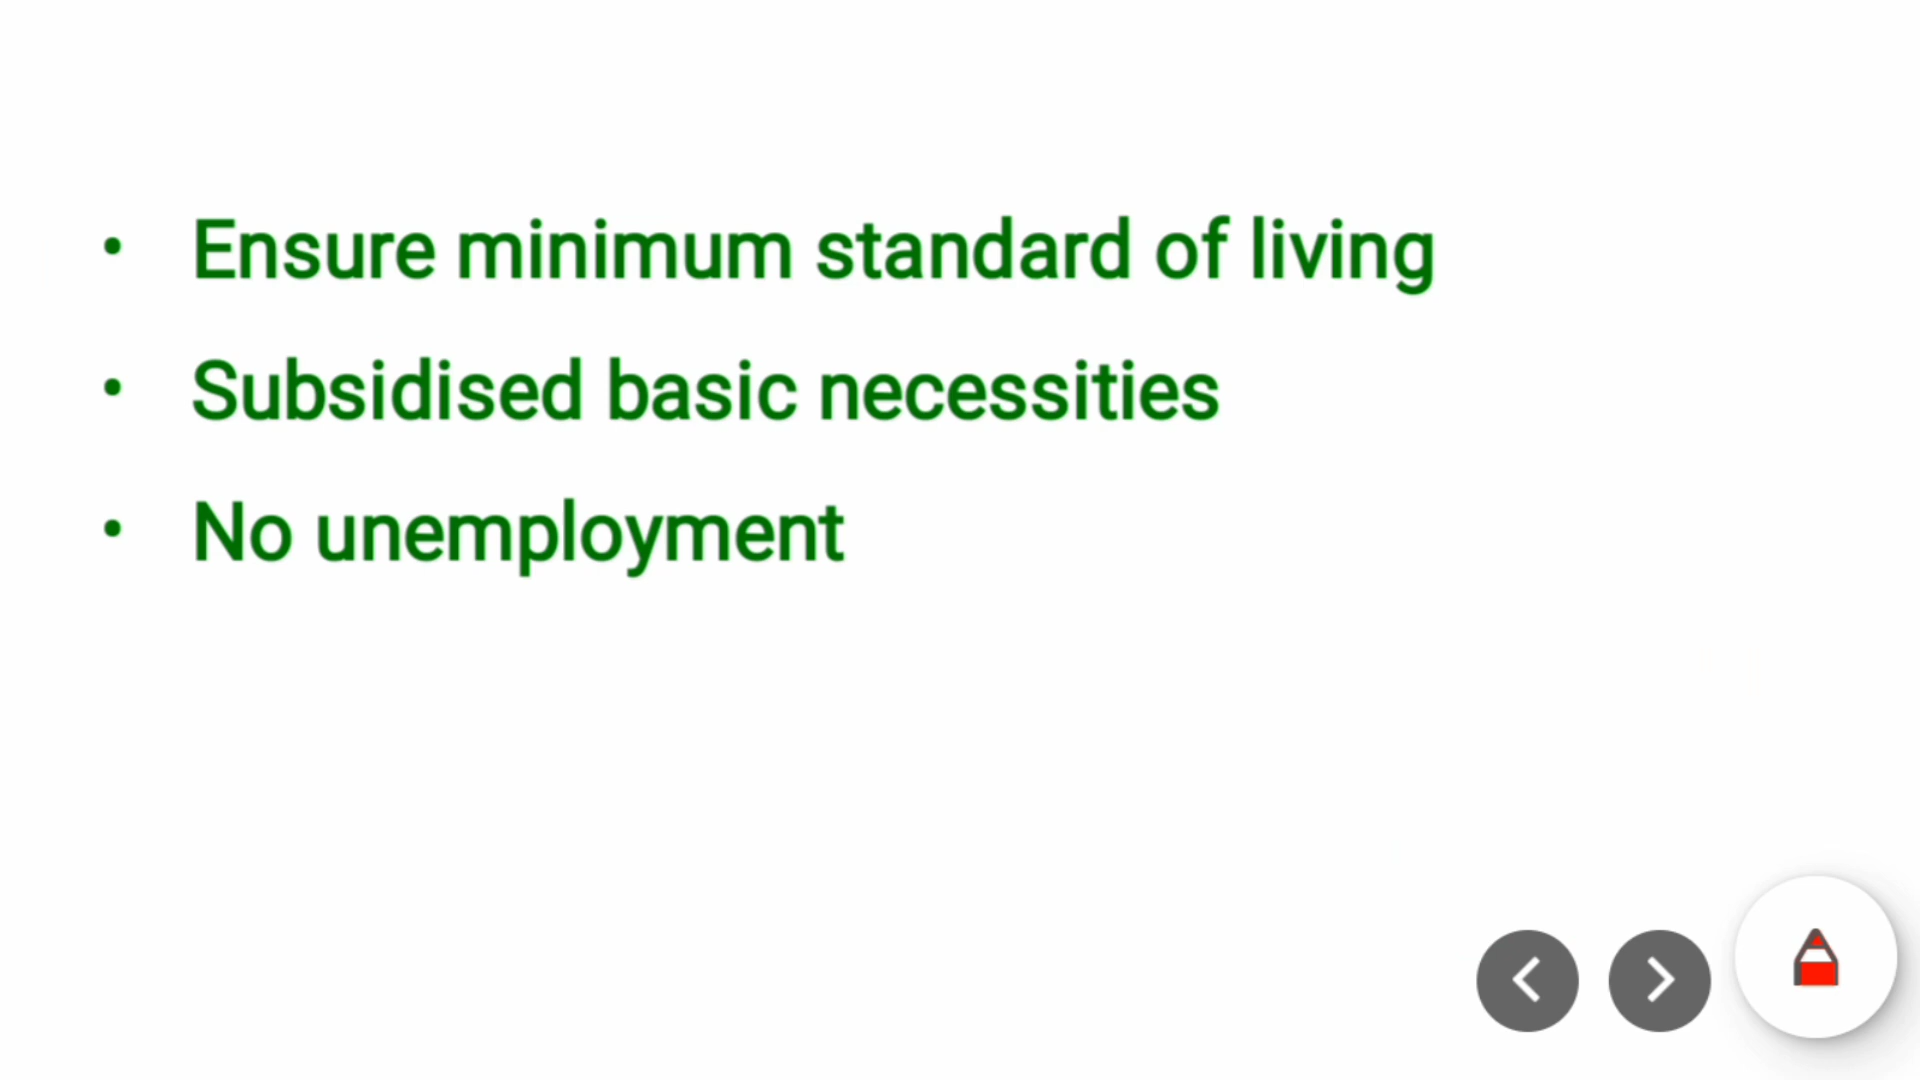 • Ensure minimum standard of living
• Subsidised basic necessities
• No unemployment